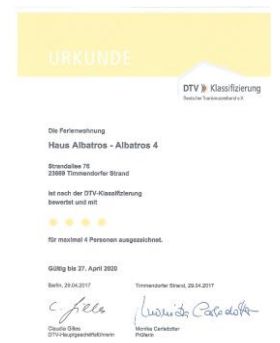 URKUNDE
DTV Klassifizierung
Deutscher Tourismusverband e.V.
Die Ferienwohnung
Haus Albatros - Albatros 4
Strandallee 76
23669 Timmendorfer Strand
ist nach der DTV-Klassifizierung
bewertet und mit
für maximal 4 Personen ausgezeichnet.
Gültig bis 27. April 2020
Berlin, 29.04.2017
Timmendorfer Strand, 29.04.2017
Claudia Gilles
DTV-Hauptgeschäftsführerin
Monika
Prüferin